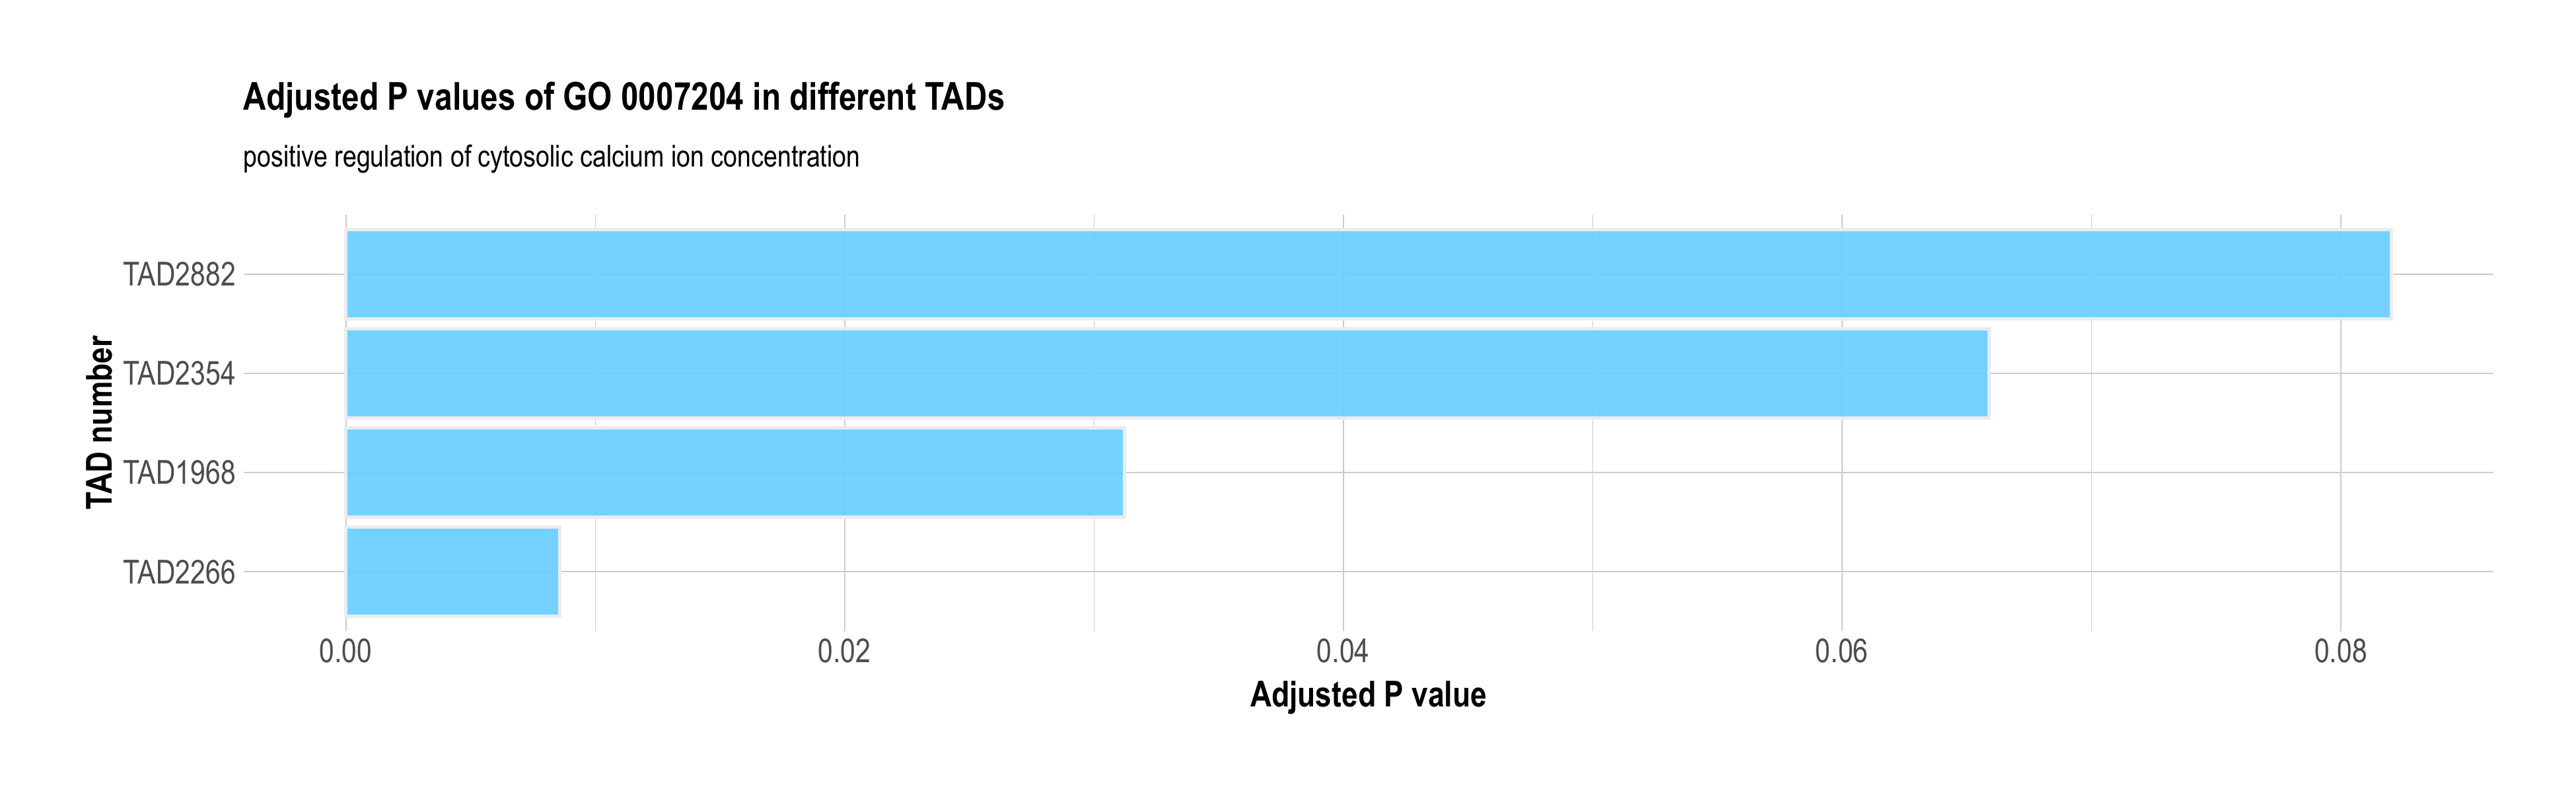 Adjusted P values of GO 0007204 in different TADs
positive regulation of cytosolic calcium ion concentration
TAD number
TAD2882
TAD2354
TAD1968
TAD2266
0.00 0.02 0.04 0.06 0.08
Adjusted P value